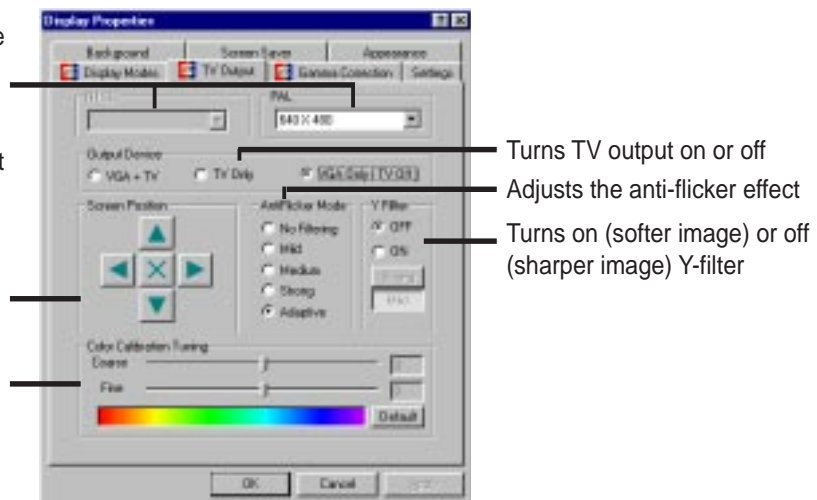 Display Properties
e
Background Screen Saver Appearance
Display Modes TV Output Gamma Correction Settings
NTSC PAL
640 X 480
t
Output Device
VGA + TV TV Only VGA Only (TV Off)
Turns TV output on or off
Adjusts the anti-flicker effect
Screen Position AntiFlicker Mode Y Filter
No Filtering OFF
Mild ON
Medium
Strong
Adaptive
Turns on (softer image) or off
(sharper image) Y-filter
Color Calibration Tuning
Coarse
Fine
Default
OK Cancel